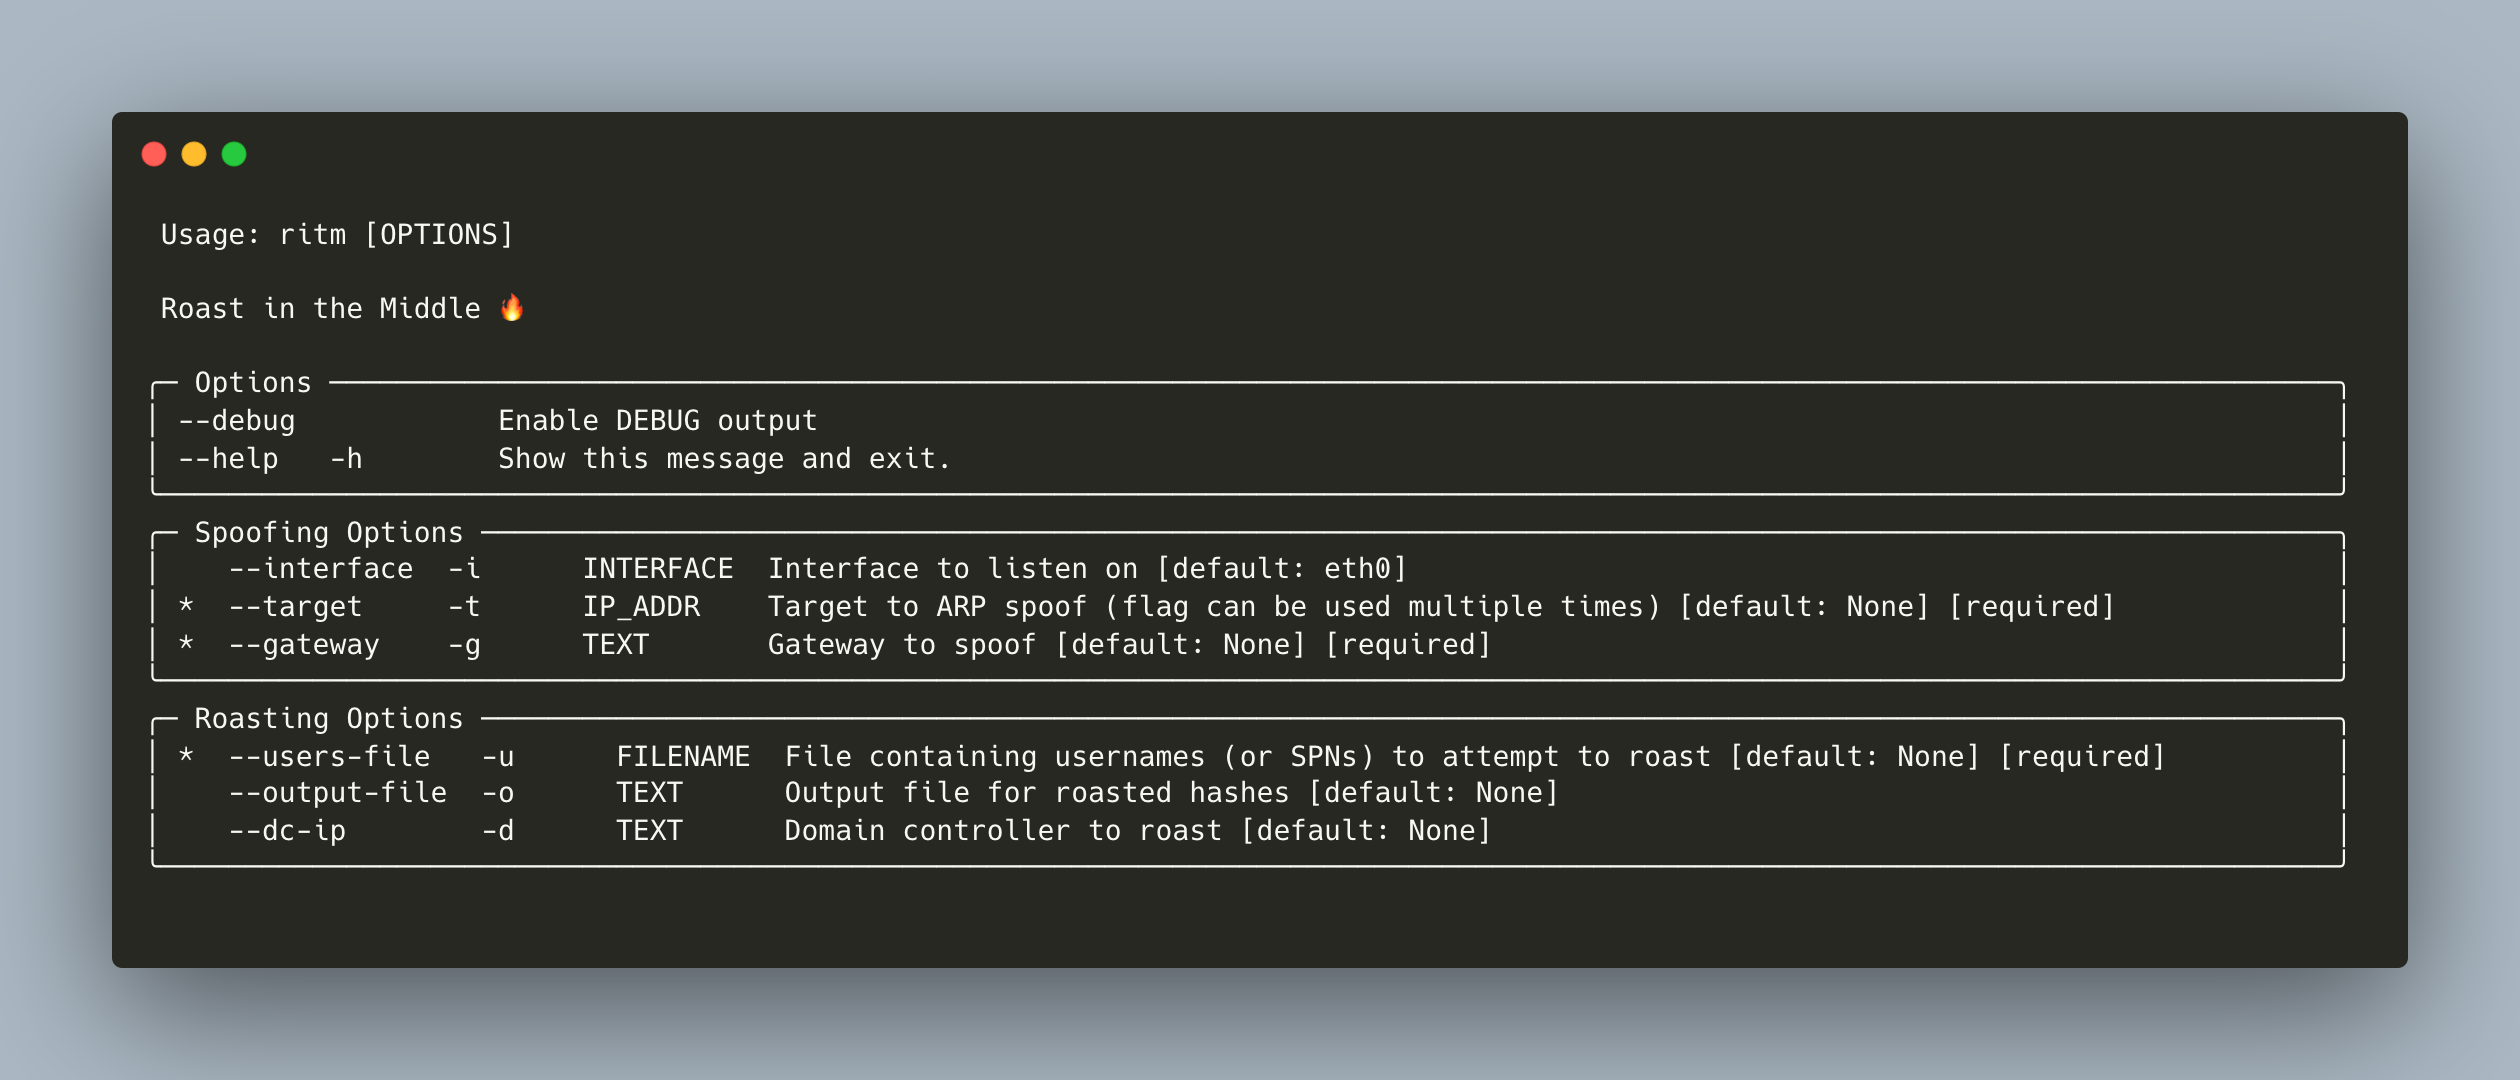 Usage: ritm [OPTIONS]
Roast in the Middle 🔥
Options
--debug Enable DEBUG output
--help -h Show this message and exit.
Spoofing Options
--interface -i INTERFACE Interface to listen on [default: eth0]
* --target -t IP_ADDR Target to ARP spoof (flag can be used multiple times) [default: None] [required]
* --gateway -g TEXT Gateway to spoof [default: None] [required]
Roasting Options
* --users-file -u FILENAME File containing usernames (or SPNs) to attempt to roast [default: None] [required]
--output-file -o TEXT Output file for roasted hashes [default: None]
--dc-ip -d TEXT Domain controller to roast [default: None]